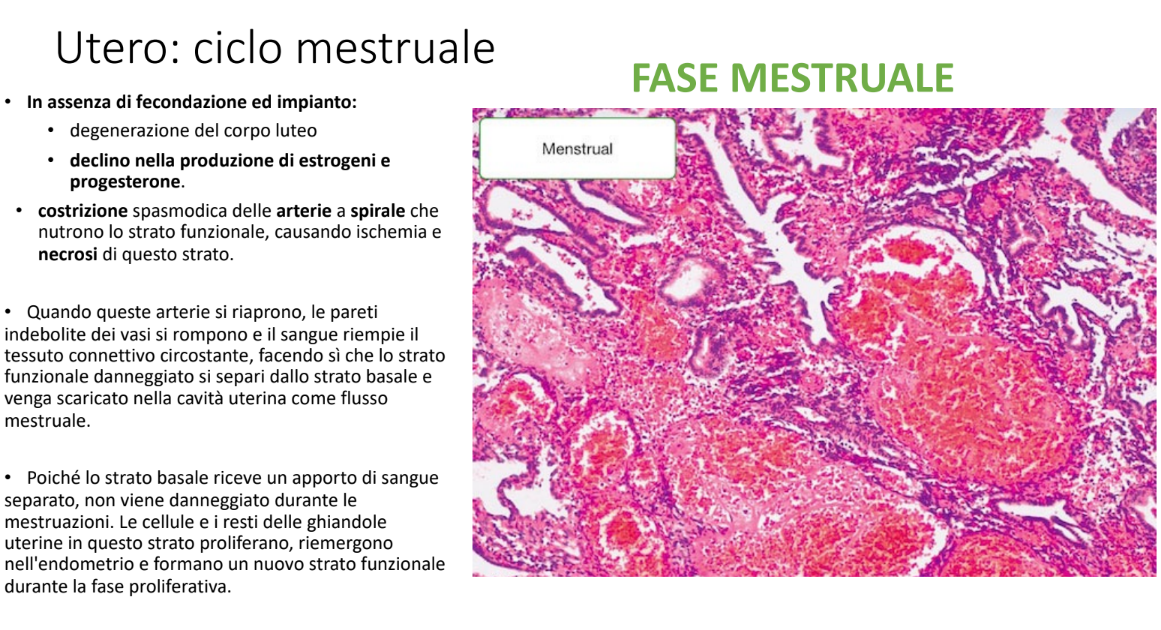 Utero: ciclo mestruale
FASE MESTRUALE
• In assenza di fecondazione ed impianto:
• degenerazione del corpo luteo
• declino nella produzione di estrogeni e
progesterone.
• costrizione spasmodica delle arterie a spirale che
nutrono lo strato funzionale, causando ischemia e
necrosi di questo strato.
• Quando queste arterie si riaprono, le pareti
indebolite dei vasi si rompono e il sangue riempie il
tessuto connettivo circostante, facendo sì che lo strato
funzionale danneggiato si separi dallo strato basale e
venga scaricato nella cavità uterina come flusso
mestruale.
• Poiché lo strato basale riceve un apporto di sangue
separato, non viene danneggiato durante le
mestruazioni. Le cellule e i resti delle ghiandole
uterine in questo strato proliferano, riemergono
nell'endometrio e formano un nuovo strato funzionale
durante la fase proliferativa.
Menstrual